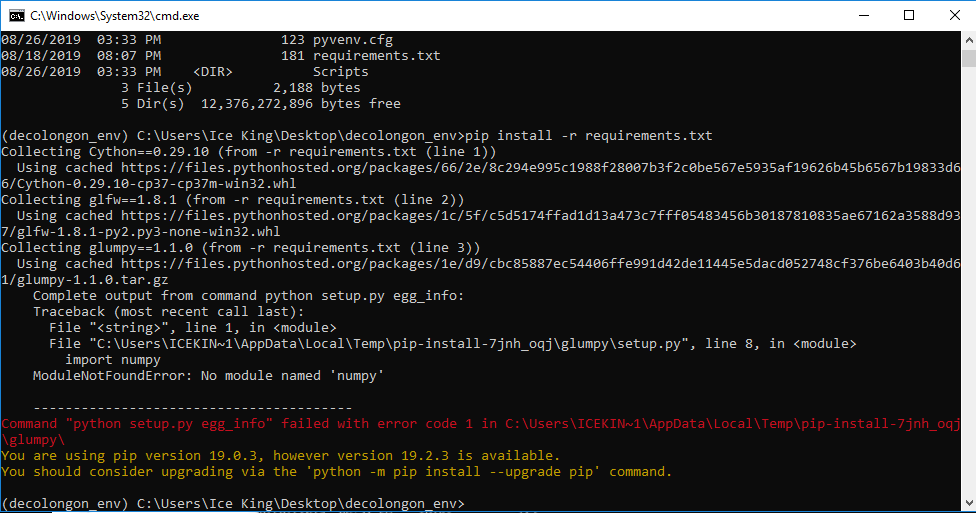 C:\Windows\System32\cmd.exe
08/26/2019  03:33 PM               123 pyvenv.cfg
08/18/2019  08:07 PM               181 requirements.txt
08/26/2019  03:33 PM    <DIR>          Scripts
               3 File(s)          2,188 bytes
               5 Dir(s)  12,376,272,896 bytes free
(decolongon_env) C:\Users\Ice King\Desktop\decolongon_env>pip install -r requirements.txt
Collecting Cython==0.29.10 (from -r requirements.txt (line 1))
  Using cached https://files.pythonhosted.org/packages/66/2e/8c294e995c1988f28007b3f2c0be567e5935af19626b45b6567b19833d6
6/Cython-0.29.10-cp37-cp37m-win32.whl
Collecting glfw==1.8.1 (from -r requirements.txt (line 2))
  Using cached https://files.pythonhosted.org/packages/1c/5f/c5d5174ffad1d13a473c7fff05483456b30187810835ae67162a3588d93
7/glfw-1.8.1-py2.py3-none-win32.whl
Collecting glumpy==1.1.0 (from -r requirements.txt (line 3))
  Using cached https://files.pythonhosted.org/packages/1e/d9/cbc85887ec54406ffe991d42de11445e5dacd052748cf376be6403b40d6
1/glumpy-1.1.0.tar.gz
    Complete output from command python setup.py egg_info:
    Traceback (most recent call last):
      File "<string>", line 1, in <module>
      File "C:\Users\ICEKIN~1\AppData\Local\Temp\pip-install-7jnh_oqj\glumpy\setup.py", line 8, in <module>
        import numpy
    ModuleNotFoundError: No module named 'numpy'
    ----------------------------------------
Command "python setup.py egg_info" failed with error code 1 in C:\Users\ICEKIN~1\AppData\Local\Temp\pip-install-7jnh_oqj
\glumpy\
You are using pip version 19.0.3, however version 19.2.3 is available.
You should consider upgrading via the 'python -m pip install --upgrade pip' command.
(decolongon_env) C:\Users\Ice King\Desktop\decolongon_env>